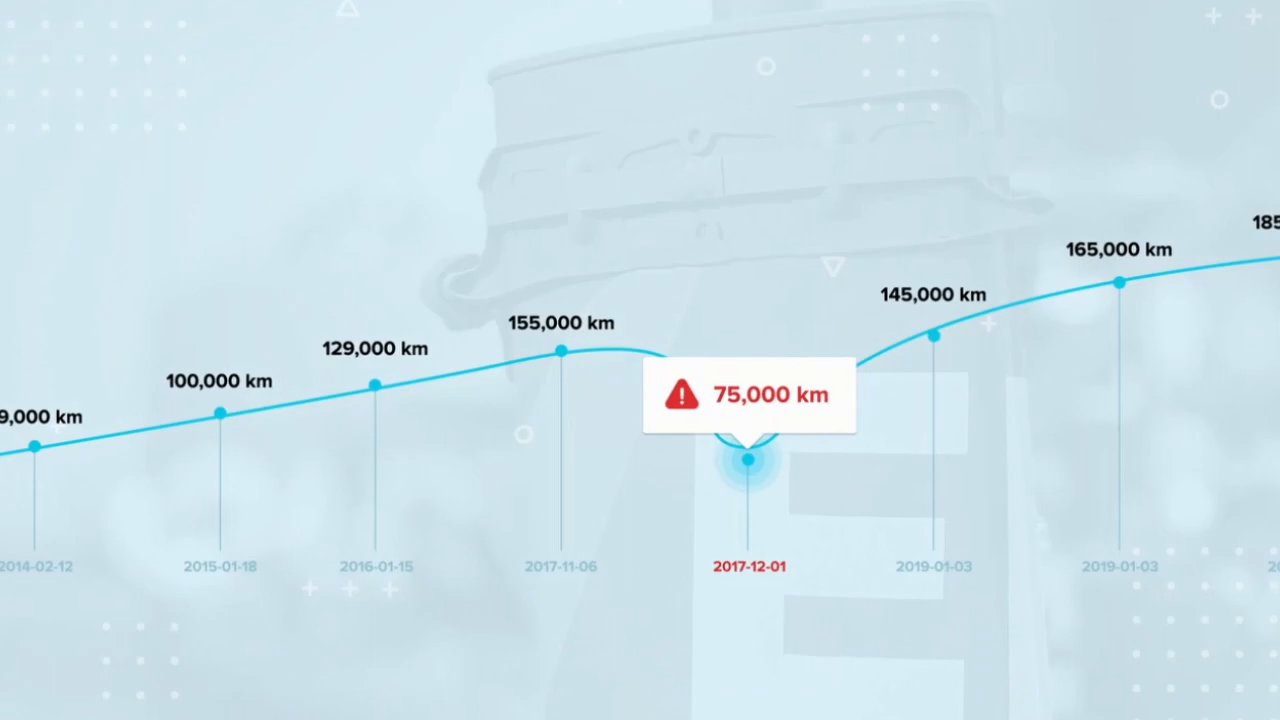 185
165,000 km
145,000 km
155,000 km
129,000 km
100,000 km
9,000 km
75,000 km
2014-02-12
2015-01-18
2016-01-15
2017-11-06
2017-12-01
2019-01-03
2019-01-03
20